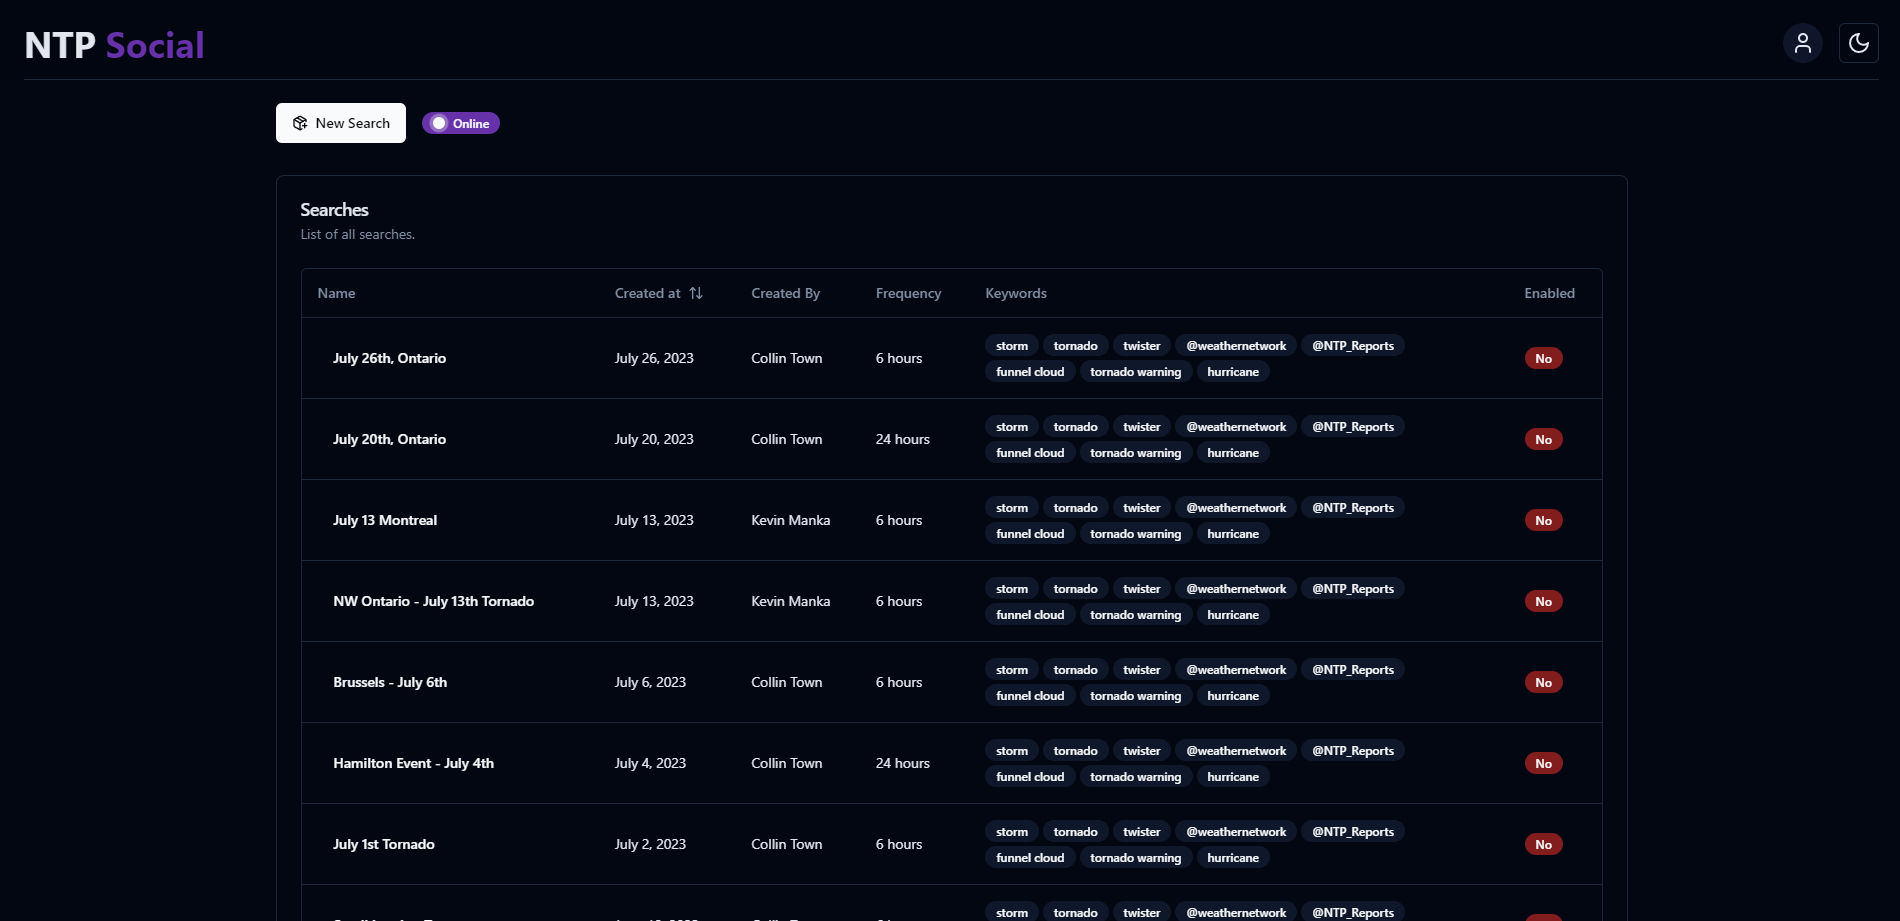 NTP Social
New Search Online
Searches
List of all searches.
Name Created at Created By Frequency Keywords Enabled
storm tornado twister @weathernetwork @NTP_Reports
July 26th, Ontario July 26, 2023 Collin Town 6 hours No
funnel cloud tornado warning hurricane
storm tornado twister @weathernetwork @NTP_Reports
July 20th, Ontario July 20, 2023 Collin Town 24 hours No
funnel cloud tornado warning hurricane
storm tornado twister @weathernetwork @NTP_Reports
July 13 Montreal July 13, 2023 Kevin Manka 6 hours No
funnel cloud tornado warning hurricane
storm tornado twister @weathernetwork @NTP_Reports
NW Ontario - July 13th Tornado July 13, 2023 Kevin Manka 6 hours No
funnel cloud tornado warning hurricane
storm tornado twister @weathernetwork @NTP_Reports
Brussels - July 6th July 6, 2023 Collin Town 6 hours No
funnel cloud tornado warning hurricane
storm tornado twister @weathernetwork @NTP_Reports
Hamilton Event - July 4th July 4, 2023 Collin Town 24 hours No
funnel cloud tornado warning hurricane
storm tornado twister @weathernetwork @NTP_Reports
July 1st Tornado July 2, 2023 Collin Town 6 hours No
funnel cloud tornado warning hurricane
storm tornado twister @weathernetwork @NTP_Reports